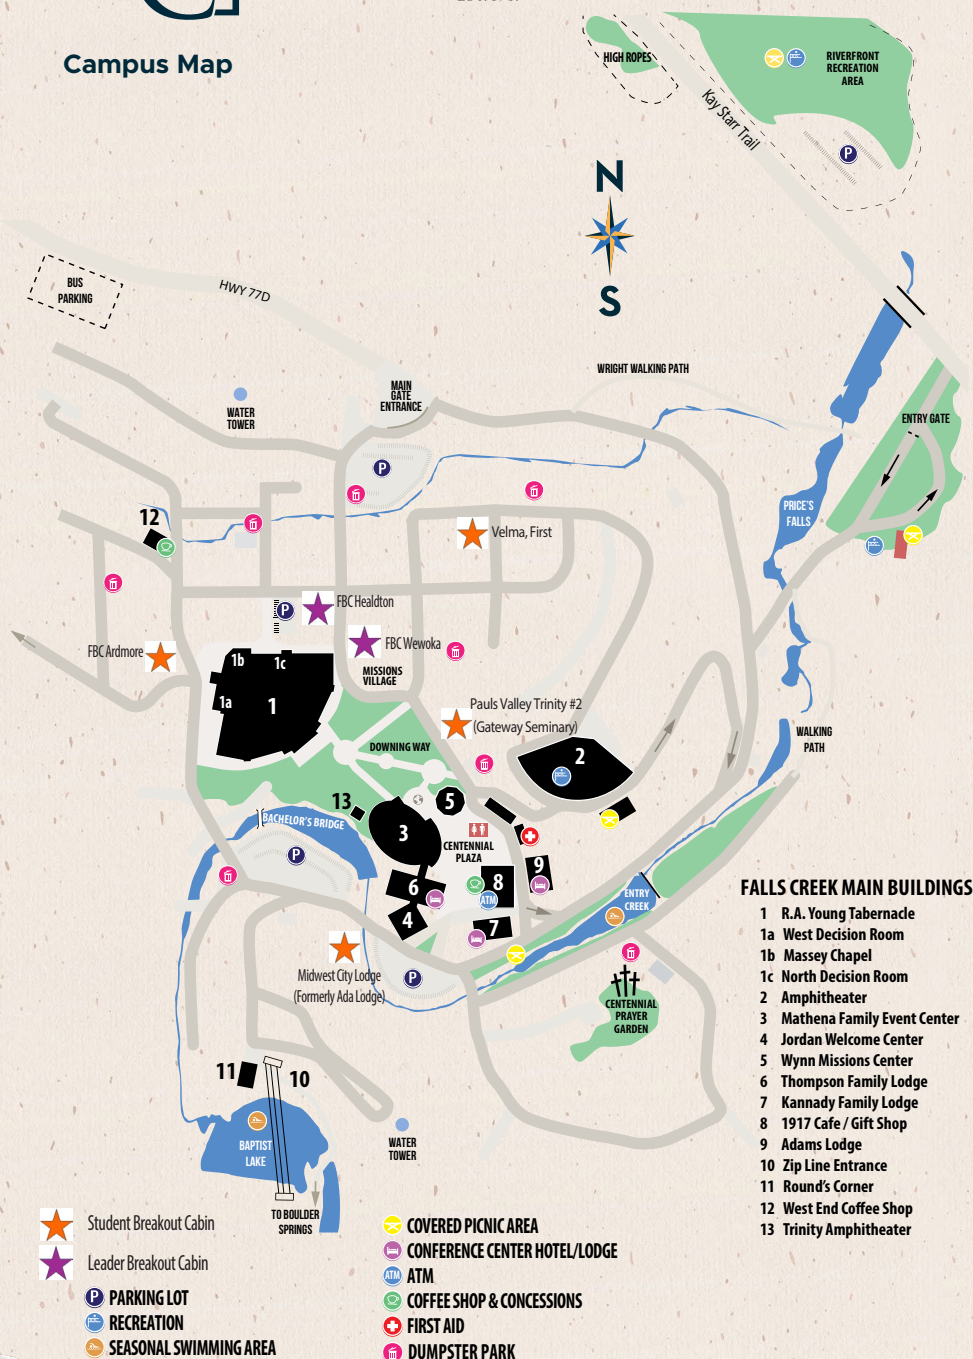 Campus Map
HIGH ROPES
RIVERFRONT
RECREATION
AREA
Kay Starr Trail
P
N
S
BUS
PARKING
HWY 77D
WRIGHT WALKING PATH
MAIN
GATE
ENTRANCE
WATER
TOWER
ENTRY GATE
P
PRICE'S
FALLS
12
Velma, First
P
FBC Healdton
FBC Wewoka
FBC Ardmore
MISSIONS
VILLAGE
1b
1c
1a
1
Pauls Valley Trinity #2
(Gateway Seminary)
WALKING
PATH
DOWNING WAY
2
13
5
BACHELOR'S BRIDGE
3
CENTENNIAL
PLAZA
P
9
6
8
ATM
ENTRY
CREEK
4
7
Midwest City Lodge
(Formerly Ada Lodge)
P
CENTENNIAL
PRAYER
GARDEN
11
10
BAPTIST
LAKE
WATER
TOWER
TO BOULDER
SPRINGS
FALLS CREEK MAIN BUILDINGS
1 R.A. Young Tabernacle
1a West Decision Room
1b Massey Chapel
1c North Decision Room
2 Amphitheater
3 Mathena Family Event Center
4 Jordan Welcome Center
5 Wynn Missions Center
6 Thompson Family Lodge
7 Kannady Family Lodge
8 1917 Cafe / Gift Shop
9 Adams Lodge
10 Zip Line Entrance
11 Round's Corner
12 West End Coffee Shop
13 Trinity Amphitheater
Student Breakout Cabin
Leader Breakout Cabin
P PARKING LOT
RECREATION
SEASONAL SWIMMING AREA
COVERED PICNIC AREA
CONFERENCE CENTER HOTEL/LODGE
ATM ATM
COFFEE SHOP & CONCESSIONS
FIRST AID
DUMPSTER PARK